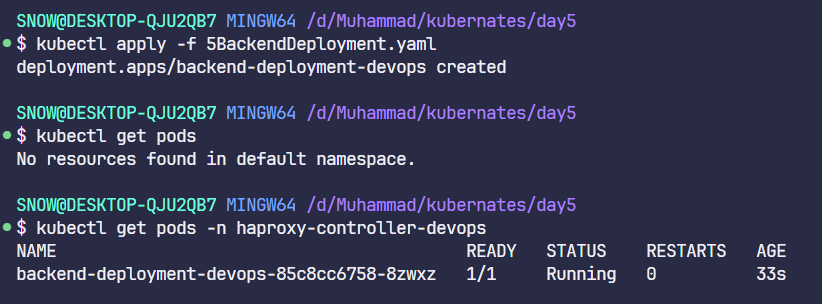 SNOW@DESKTOP-QJU2QB7 MINGW64 /d/Muhammad/kubernates/day5
$ kubectl apply -f 5BackendDeployment.yaml
deployment.apps/backend-deployment-devops created
SNOW@DESKTOP-QJU2QB7 MINGW64 /d/Muhammad/kubernates/day5
$ kubectl get pods
No resources found in default namespace.
SNOW@DESKTOP-QJU2QB7 MINGW64 /d/Muhammad/kubernates/day5
$ kubectl get pods -n haproxy-controller-devops
NAME READY STATUS RESTARTS AGE
backend-deployment-devops-85c8cc6758-8zwxz 1/1 Running 0 33s